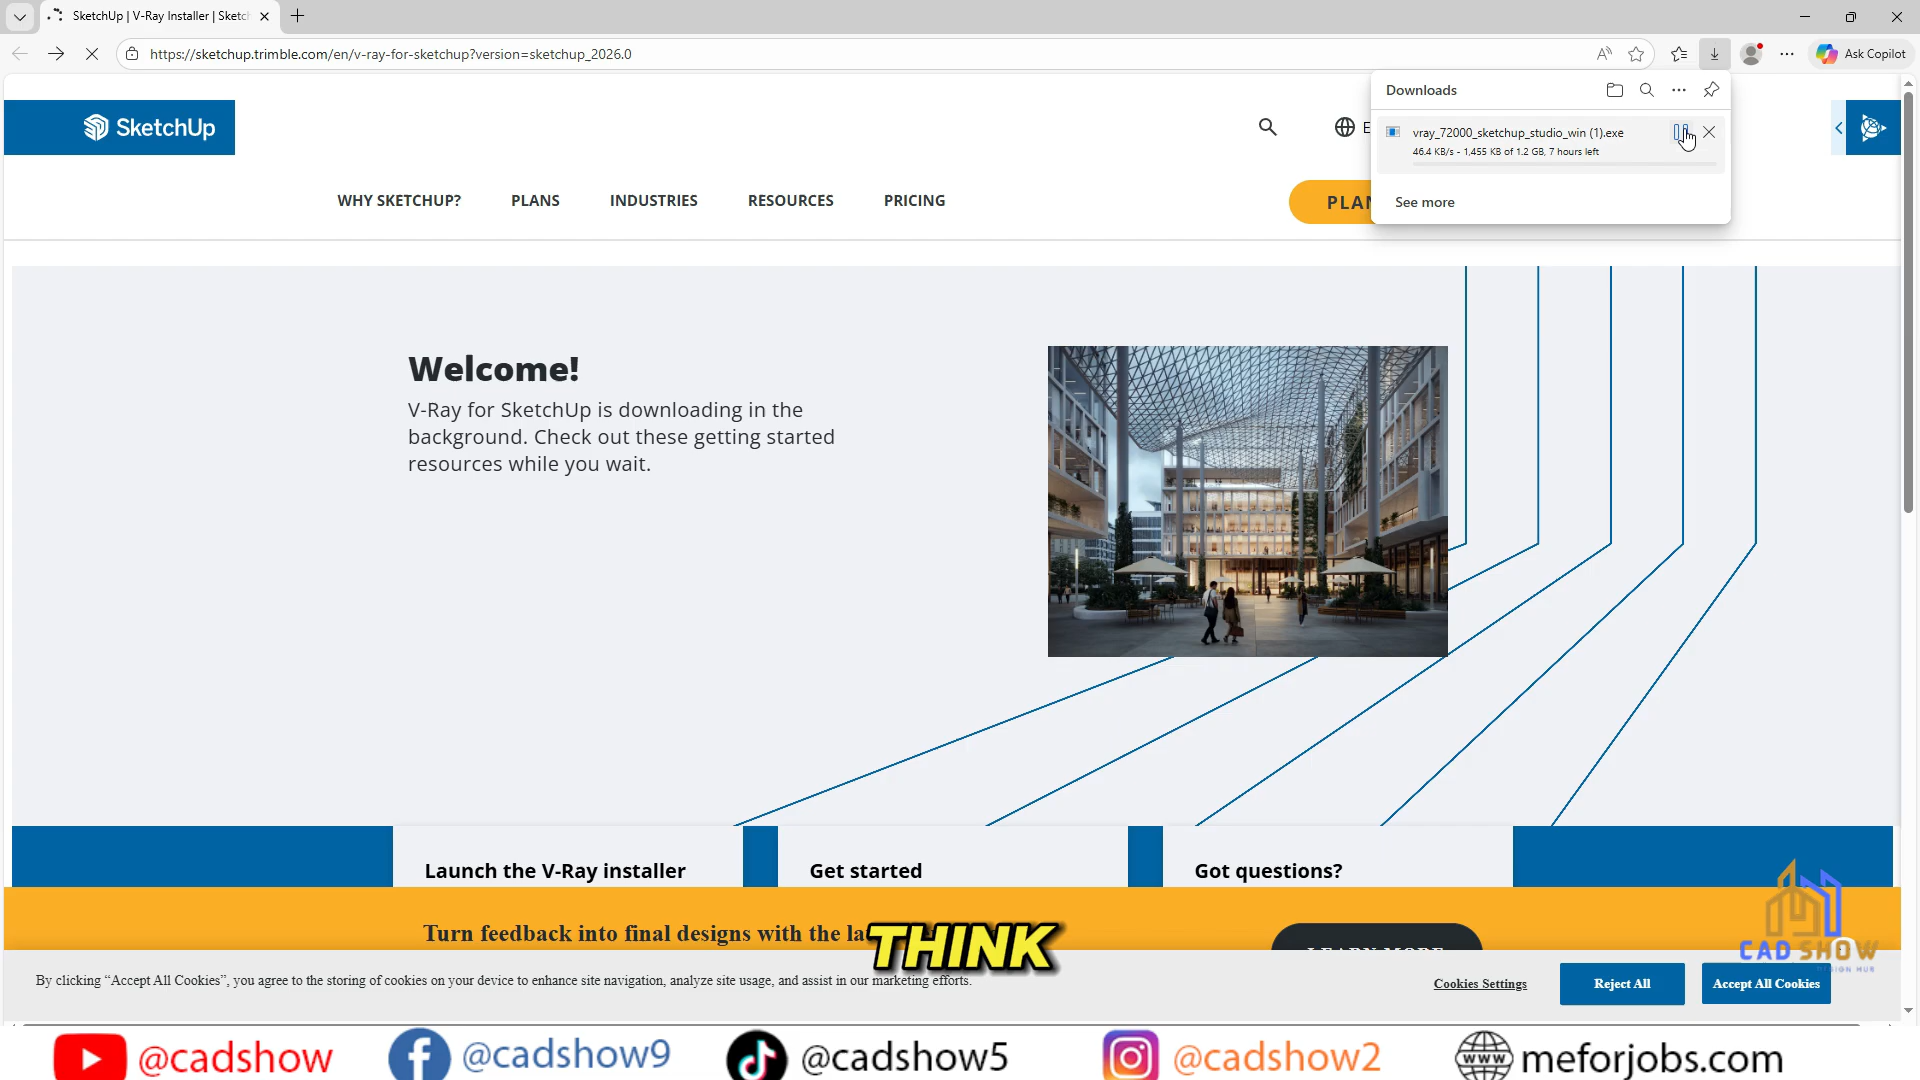 SketchUp | V-Ray Installer | Sketc
https://sketchup.trimble.com/en/v-ray-for-sketchup?version=sketchup_2026.0
Ask Copilot
Downloads
vray_72000_sketchup_studio_win (1).exe
46.4 KB/s - 1,455 KB of 1.2 GB, 7 hours left
See more
SketchUp
E
WHY SKETCHUP?
PLANS
INDUSTRIES
RESOURCES
PRICING
PLAN
Welcome!
V-Ray for SketchUp is downloading in the
background. Check out these getting started
resources while you wait.
Launch the V-Ray installer
Get started
Got questions?
Turn feedback into final designs with the la
THINK
LEARN MORE
CAD SHOW
By clicking “Accept All Cookies”, you agree to the storing of cookies on your device to enhance site navigation, analyze site usage, and assist in our marketing efforts.
Cookies Settings
Reject All
Accept All Cookies
@cadshow
@cadshow9
@cadshow5
@cadshow2
www
meforjobs.com